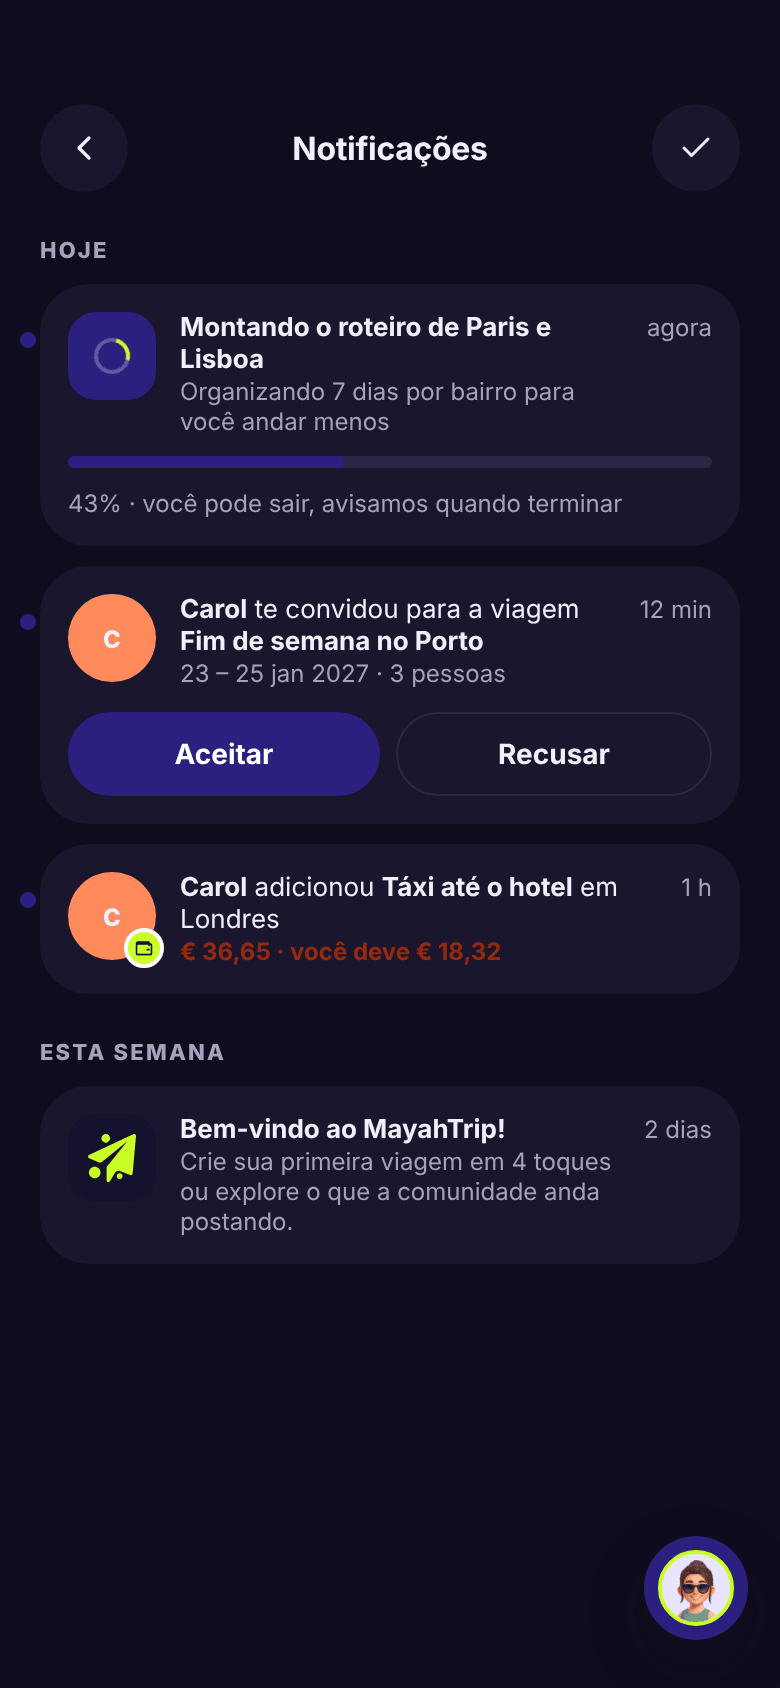 Notificações
HOJE
Montando o roteiro de Paris e
Lisboa
agora
Organizando 7 dias por bairro para
você andar menos
43% · você pode sair, avisamos quando terminar
C
Carol te convidou para a viagem
12 min
Fim de semana no Porto
23 – 25 jan 2027 · 3 pessoas
Aceitar
Recusar
C
Carol adicionou Táxi até o hotel em
1 h
Londres
€ 36,65 · você deve € 18,32
ESTA SEMANA
Bem-vindo ao MayahTrip!
2 dias
Crie sua primeira viagem em 4 toques
ou explore o que a comunidade anda
postando.